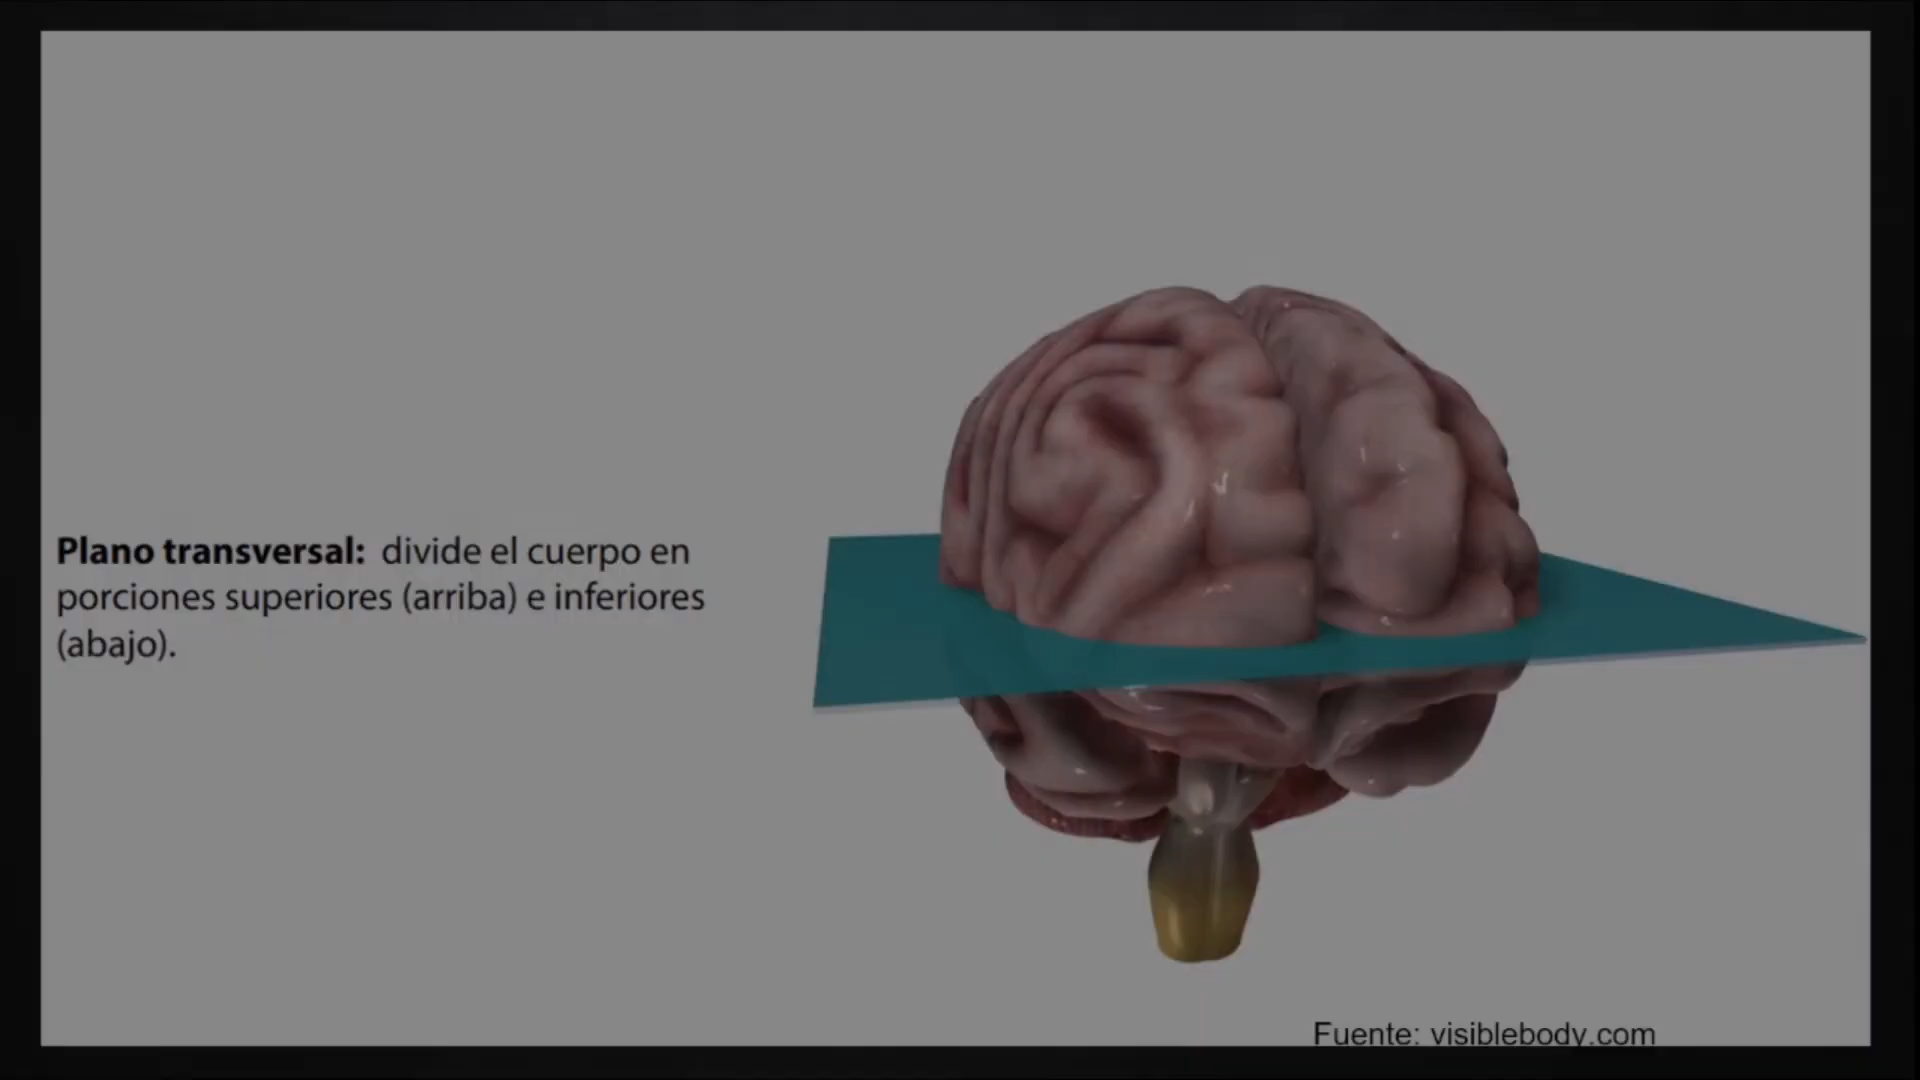 Plano transversal: divide el cuerpo en
porciones superiores (arriba) e inferiores
(abajo).
Fuente: visiblebody.com